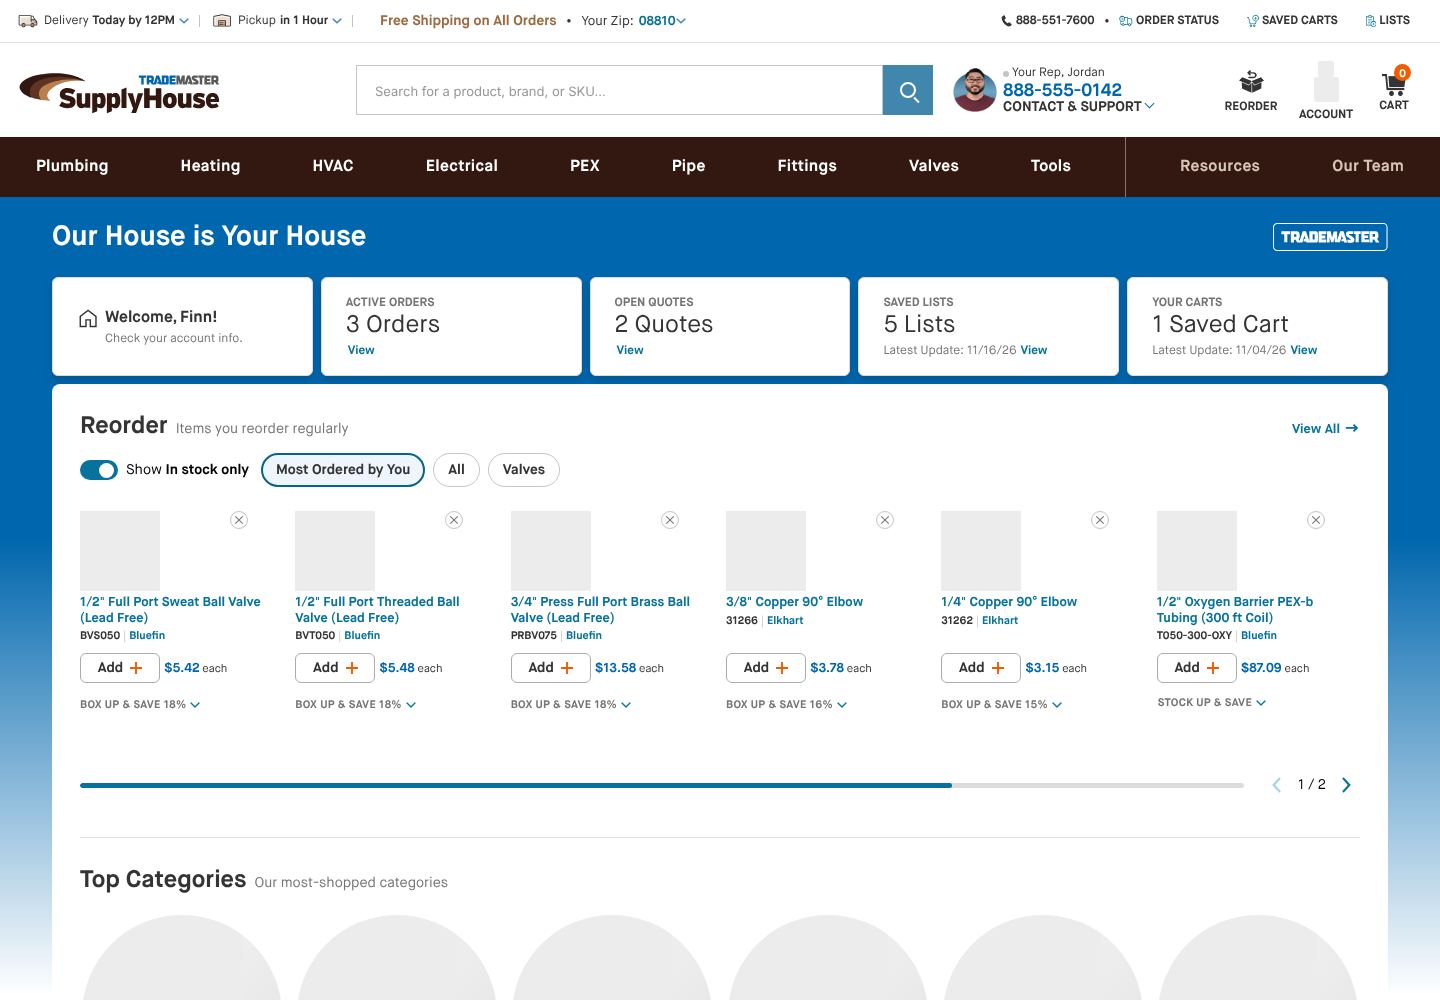 Delivery Today by 12PM
Pickup in 1 Hour
Free Shipping on All Orders • Your Zip: 08810
888-551-7600 • ORDER STATUS
SAVED CARTS
LISTS
TRADEMASTER
SupplyHouse
Search for a product, brand, or SKU...
Your Rep, Jordan
888-555-0142
CONTACT & SUPPORT
REORDER
ACCOUNT
0
CART
Plumbing
Heating
HVAC
Electrical
PEX
Pipe
Fittings
Valves
Tools
Resources
Our Team
Our House is Your House
TRADEMASTER
Welcome, Finn!
Check your account info.
ACTIVE ORDERS
3 Orders
View
OPEN QUOTES
2 Quotes
View
SAVED LISTS
5 Lists
Latest Update: 11/16/26 View
YOUR CARTS
1 Saved Cart
Latest Update: 11/04/26 View
Reorder Items you reorder regularly
View All
Show In stock only
Most Ordered by You
All
Valves
1/2" Full Port Sweat Ball Valve
(Lead Free)
BVS050 | Bluefin
Add $5.42 each
BOX UP & SAVE 18%
1/2" Full Port Threaded Ball
Valve (Lead Free)
BVT050 | Bluefin
Add $5.48 each
BOX UP & SAVE 18%
3/4" Press Full Port Brass Ball
Valve (Lead Free)
PRBV075 | Bluefin
Add $13.58 each
BOX UP & SAVE 18%
3/8" Copper 90° Elbow
31266 | Elkhart
Add $3.78 each
BOX UP & SAVE 16%
1/4" Copper 90° Elbow
31262 | Elkhart
Add $3.15 each
BOX UP & SAVE 15%
1/2" Oxygen Barrier PEX-b
Tubing (300 ft Coil)
T050-300-OXY | Bluefin
Add $87.09 each
STOCK UP & SAVE
1 / 2
Top Categories Our most-shopped categories